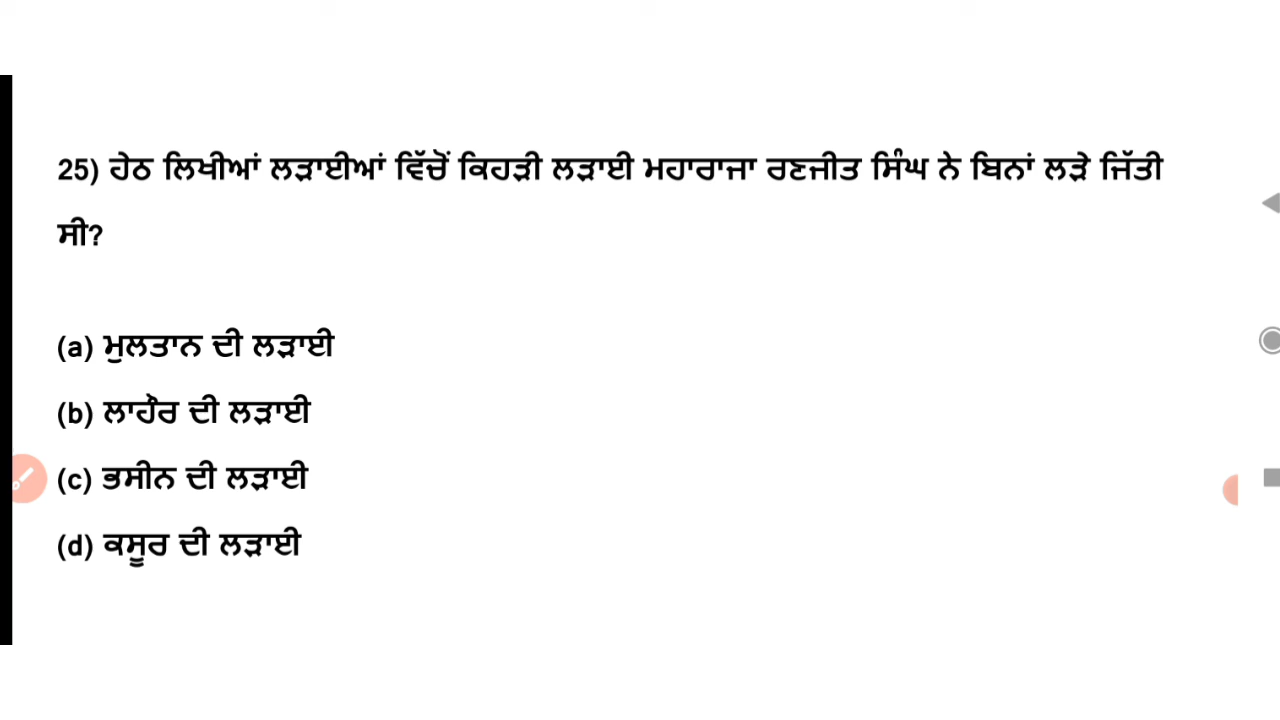 25) ਹੇਠ ਲਿਖੀਆਂ ਲੜਾਈਆਂ ਵਿੱਚੋਂ ਕਿਹੜੀ ਲੜਾਈ ਮਹਾਰਾਜਾ ਰਣਜੀਤ ਸਿੰਘ ਨੇ ਬਿਨਾਂ ਲੜੇ ਜਿੱਤੀ
ਸੀ?
(a) ਮੁਲਤਾਨ ਦੀ ਲੜਾਈ
(b) ਲਾਹੌਰ ਦੀ ਲੜਾਈ
(c) ਭਸੀਨ ਦੀ ਲੜਾਈ
(d) ਕਸੂਰ ਦੀ ਲੜਾਈ